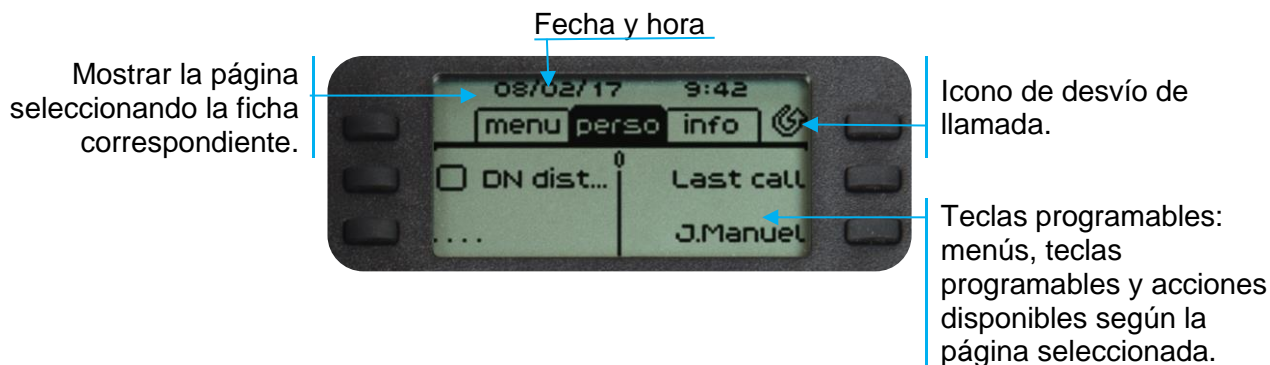 Fecha y hora
Mostrar la página
seleccionando la ficha
correspondiente.
08/02/17 9:42
menu perso info
DN dist... Last call
.... J.Manuel
Icono de desvío de
llamada.
Teclas programables:
menús, teclas
programables y acciones
disponibles según la
página seleccionada.